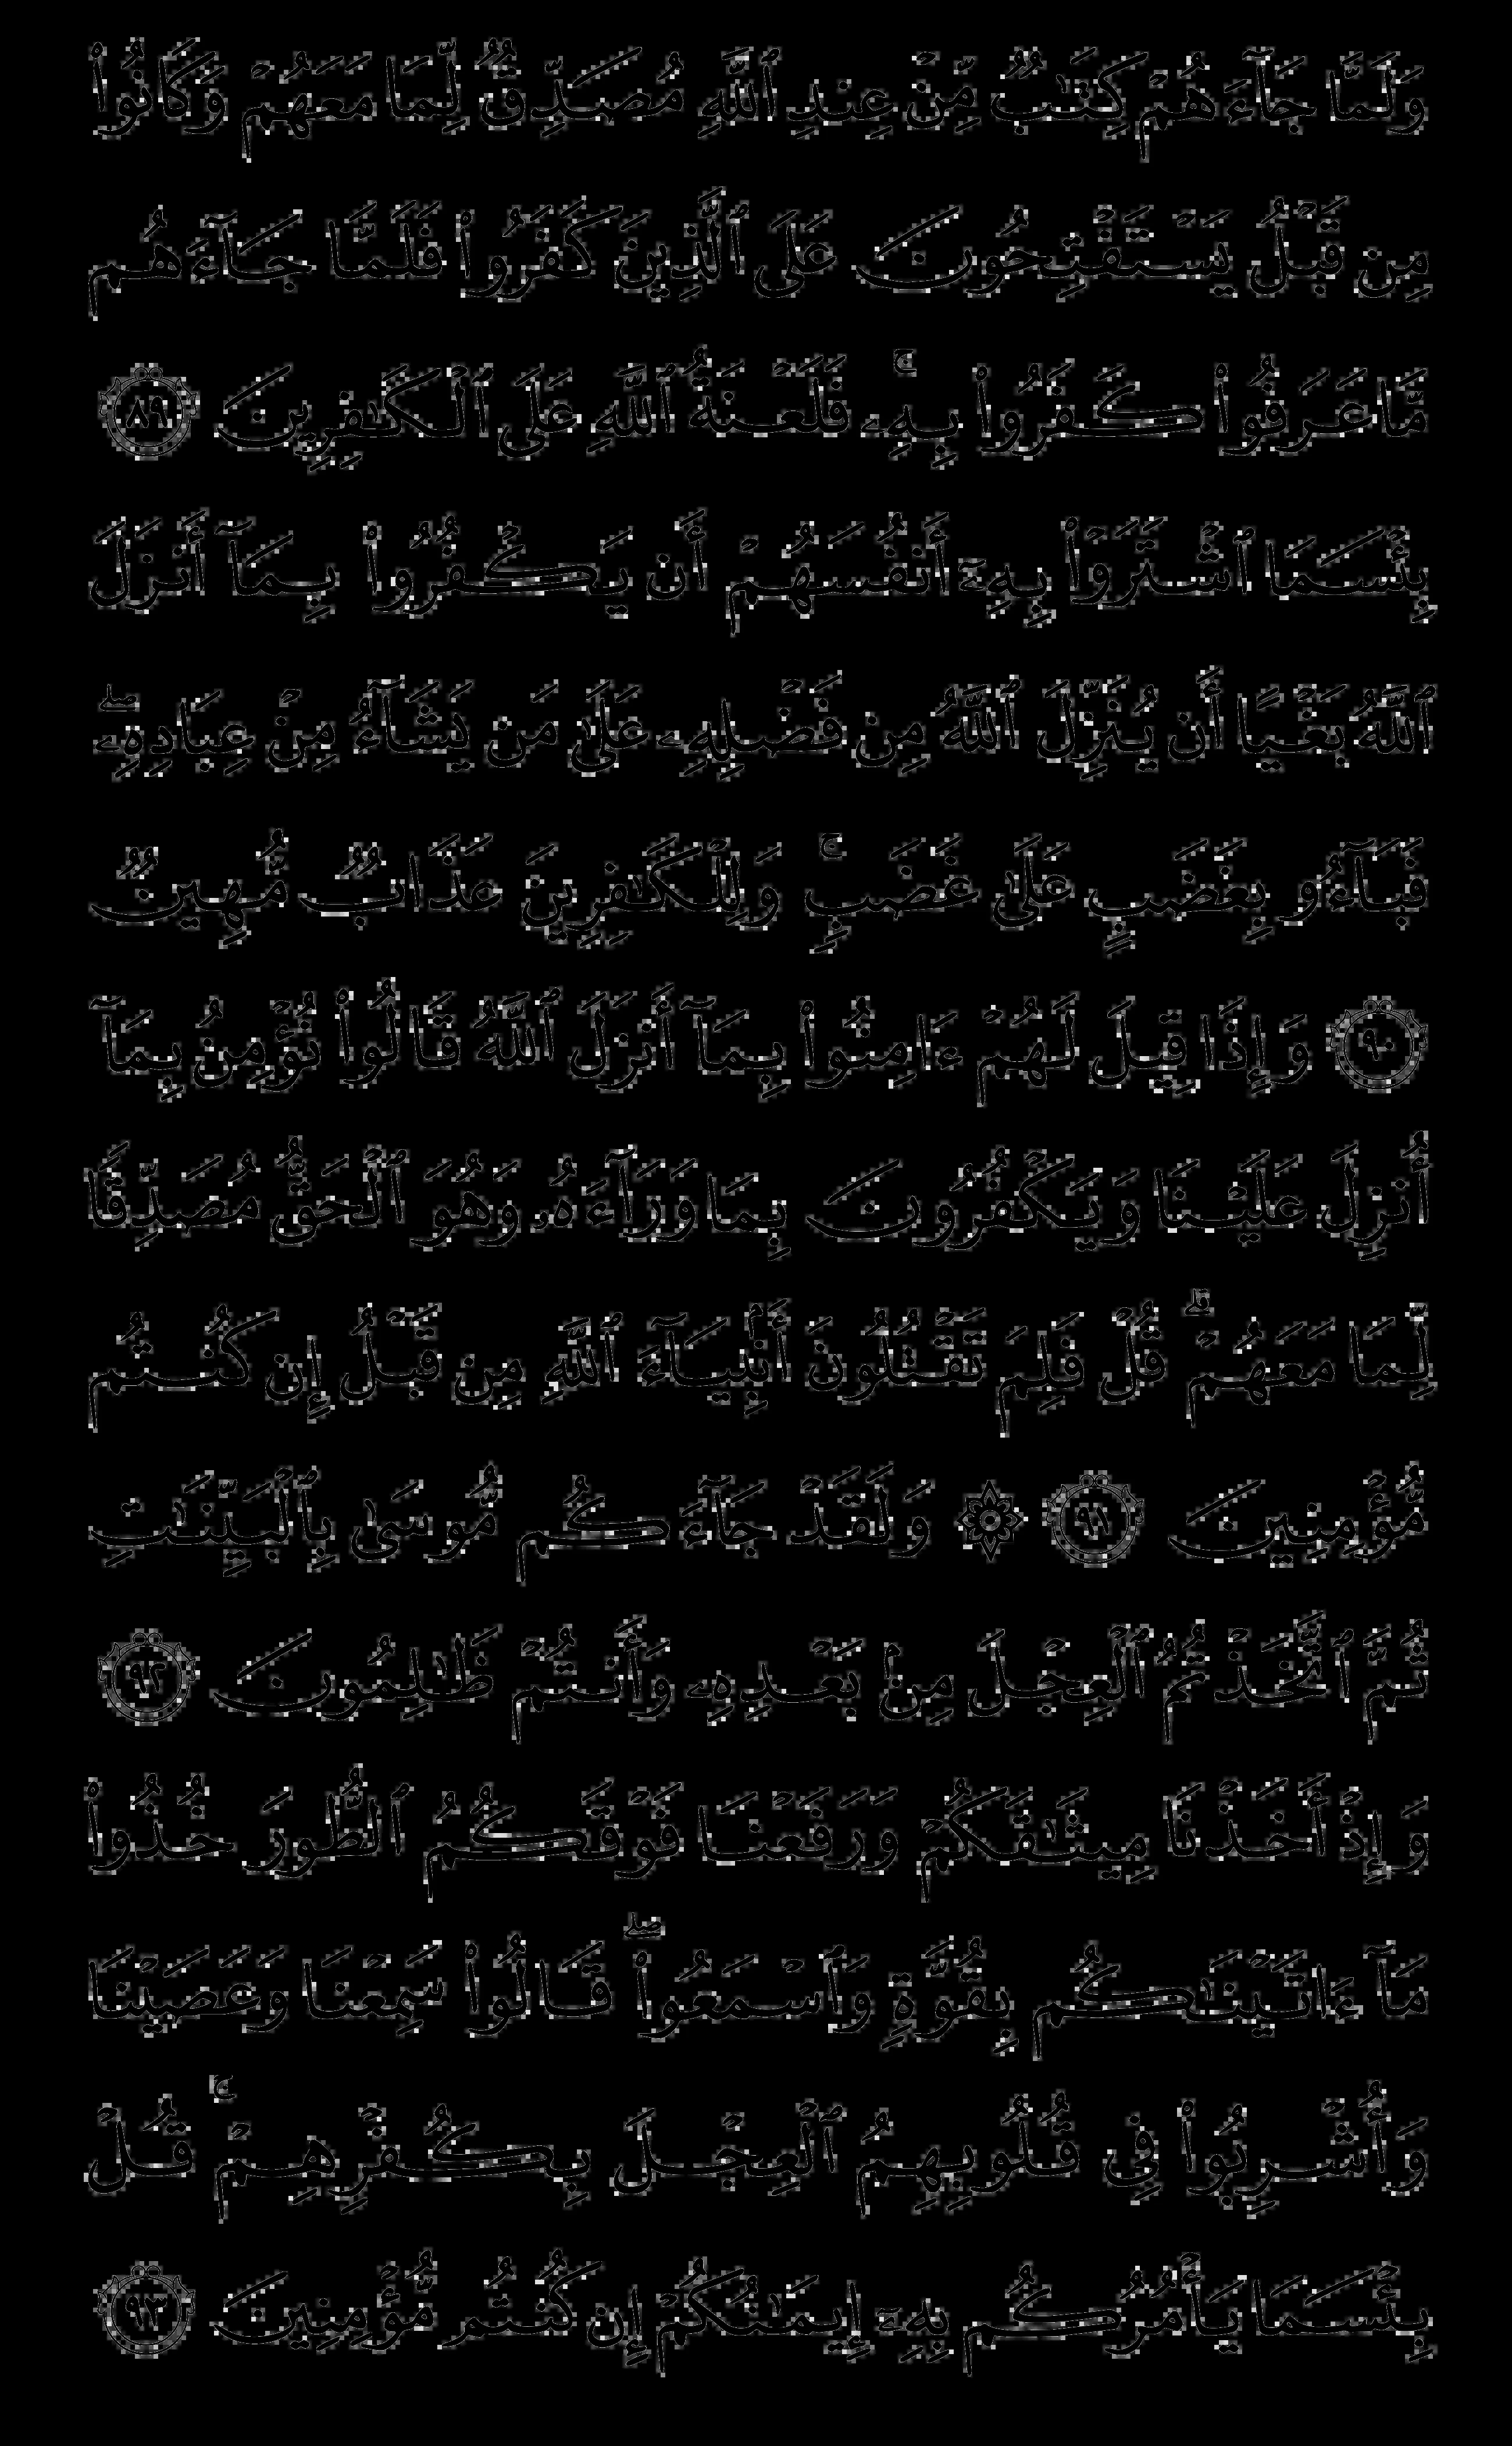 وَلَمَّا جَآءَهُمْ كِتَٰبٌ مِّنْ عِندِ ٱللَّهِ مُصَدِّقٌ لِّمَا مَعَهُمْ وَكَانُوا۟
مِن قَبْلُ يَسْتَفْتِحُونَ عَلَى ٱلَّذِينَ كَفَرُوا۟ فَلَمَّا جَآءَهُم
مَّا عَرَفُوا۟ كَفَرُوا۟ بِهِۦ ۚ فَلَعْنَةُ ٱللَّهِ عَلَى ٱلْكَٰفِرِينَ ٨٩
بِئْسَمَا ٱشْتَرَوْا۟ بِهِۦٓ أَنفُسَهُمْ أَن يَكْفُرُوا۟ بِمَآ أَنزَلَ
ٱللَّهُ بَغْيًا أَن يُنَزِّلَ ٱللَّهُ مِن فَضْلِهِۦ عَلَىٰ مَن يَشَآءُ مِنْ عِبَادِهِۦ ۖ
فَبَآءُو بِغَضَبٍ عَلَىٰ غَضَبٍ ۚ وَلِلْكَٰفِرِينَ عَذَابٌ مُّهِينٌ
٩٠ وَإِذَا قِيلَ لَهُمْ ءَامِنُوا۟ بِمَآ أَنزَلَ ٱللَّهُ قَالُوا۟ نُؤْمِنُ بِمَآ
أُنزِلَ عَلَيْنَا وَيَكْفُرُونَ بِمَا وَرَآءَهُۥ وَهُوَ ٱلْحَقُّ مُصَدِّقًا
لِّمَا مَعَهُمْ ۗ قُلْ فَلِمَ تَقْتُلُونَ أَنۢبِيَآءَ ٱللَّهِ مِن قَبْلُ إِن كُنتُم
مُّؤْمِنِينَ ٩١ ۞ وَلَقَدْ جَآءَكُم مُّوسَىٰ بِٱلْبَيِّنَٰتِ
ثُمَّ ٱتَّخَذْتُمُ ٱلْعِجْلَ مِنۢ بَعْدِهِۦ وَأَنتُمْ ظَٰلِمُونَ ٩٢
وَإِذْ أَخَذْنَا مِيثَٰقَكُمْ وَرَفَعْنَا فَوْقَكُمُ ٱلطُّورَ خُذُوا۟
مَآ ءَاتَيْنَٰكُم بِقُوَّةٍ وَٱسْمَعُوا۟ ۖ قَالُوا۟ سَمِعْنَا وَعَصَيْنَا
وَأُشْرِبُوا۟ فِى قُلُوبِهِمُ ٱلْعِجْلَ بِكُفْرِهِمْ ۚ قُلْ
بِئْسَمَا يَأْمُرُكُم بِهِۦٓ إِيمَٰنُكُمْ إِن كُنتُم مُّؤْمِنِينَ ٩٣